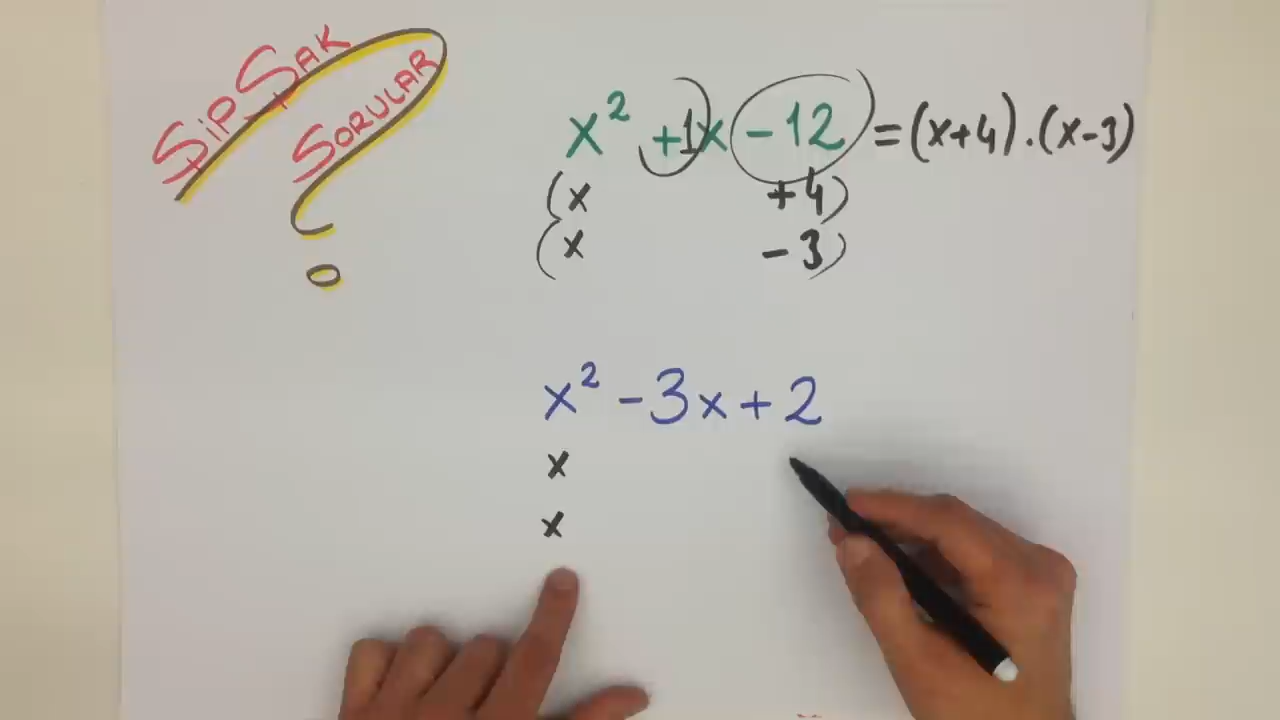 SipSak
Sorular
?
x² +1x -12 = (x+4).(x-3)
(x +4)
(x -3)
x² -3x+2
x
x